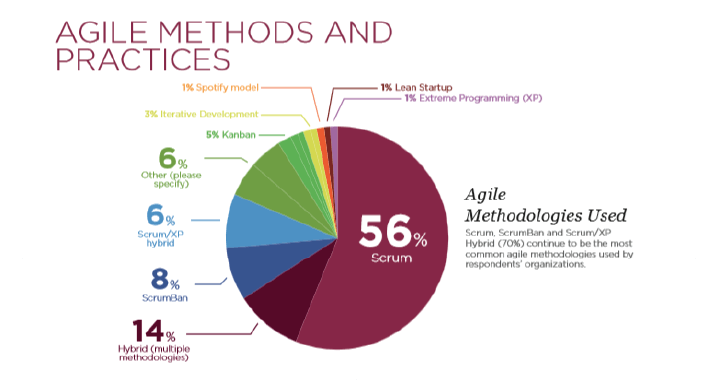 AGILE METHODS AND
PRACTICES
1% Spotify model
1% Lean Startup
1% Extreme Programming (XP)
3% Iterative Development
5% Kanban
6%
Other (please
specify)
6%
Scrum/XP
hybrid
8%
ScrumBan
14%
Hybrid (multiple
methodologies)
56%
Scrum
Agile
Methodologies Used
Scrum, ScrumBan and Scrum/XP
Hybrid (70%) continue to be the most
common agile methodologies used by
respondents' organizations.